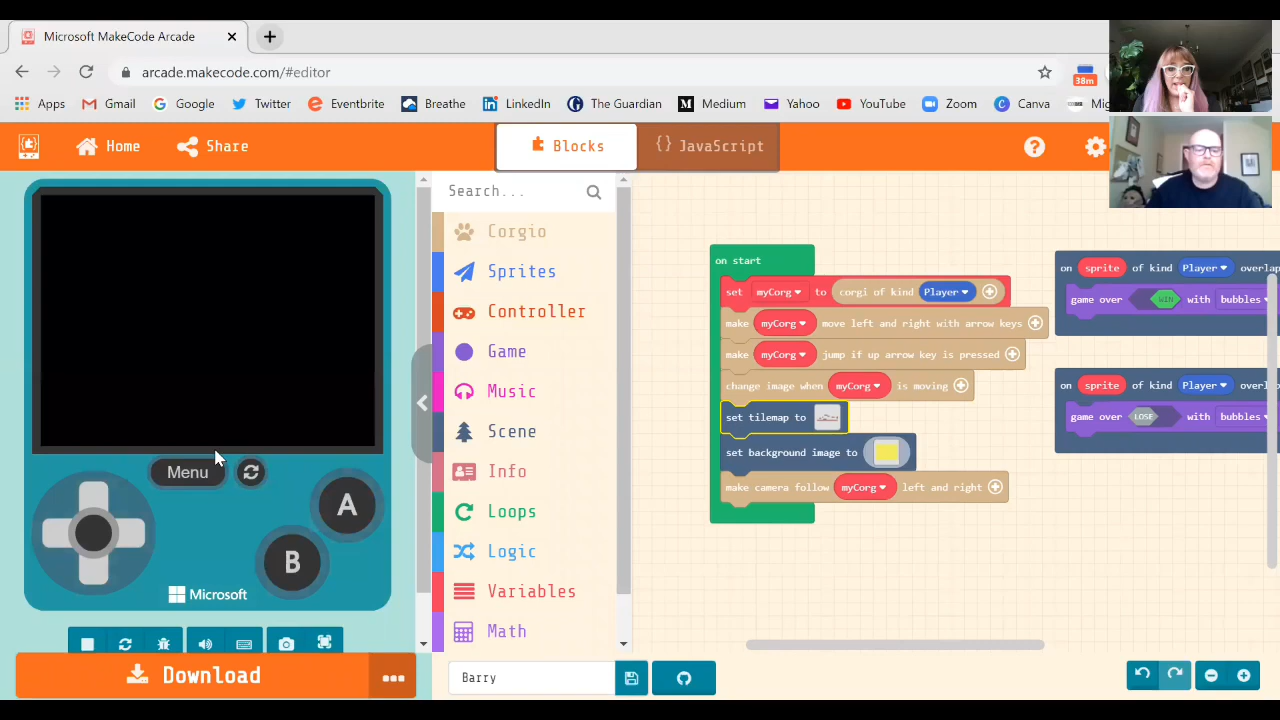 Microsoft MakeCode Arcade
arcade.makecode.com/#editor
38m
Apps Gmail Google Twitter Eventbrite Breathe LinkedIn The Guardian Medium Yahoo YouTube Zoom Canva
Home Share Blocks {} JavaScript
Search...
Corgio
Sprites
Controller
Game
Music
Scene
Info
Loops
Logic
Variables
Math
Menu
A
B
Microsoft
Download
Barry
on start
set myCorg to corgi of kind Player
make myCorg move left and right with arrow keys
make myCorg jump if up arrow key is pressed
change image when myCorg is moving
set tilemap to
set background image to
make camera follow myCorg left and right
on sprite of kind Player
game over WIN with bubbles
on sprite of kind Player
game over LOSE with bubbles